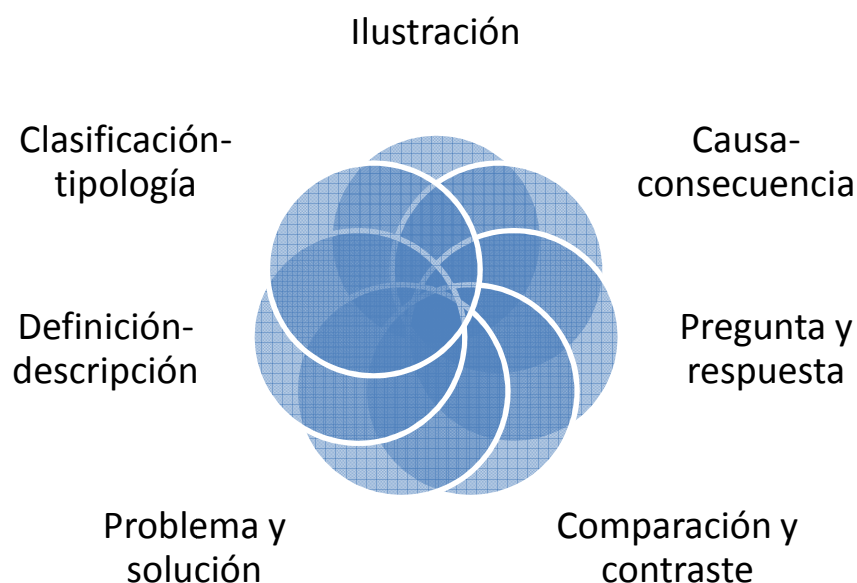 Ilustración
Clasificación-
tipología
Causa-
consecuencia
Definición-
descripción
Pregunta y
respuesta
Problema y
solución
Comparación y
contraste